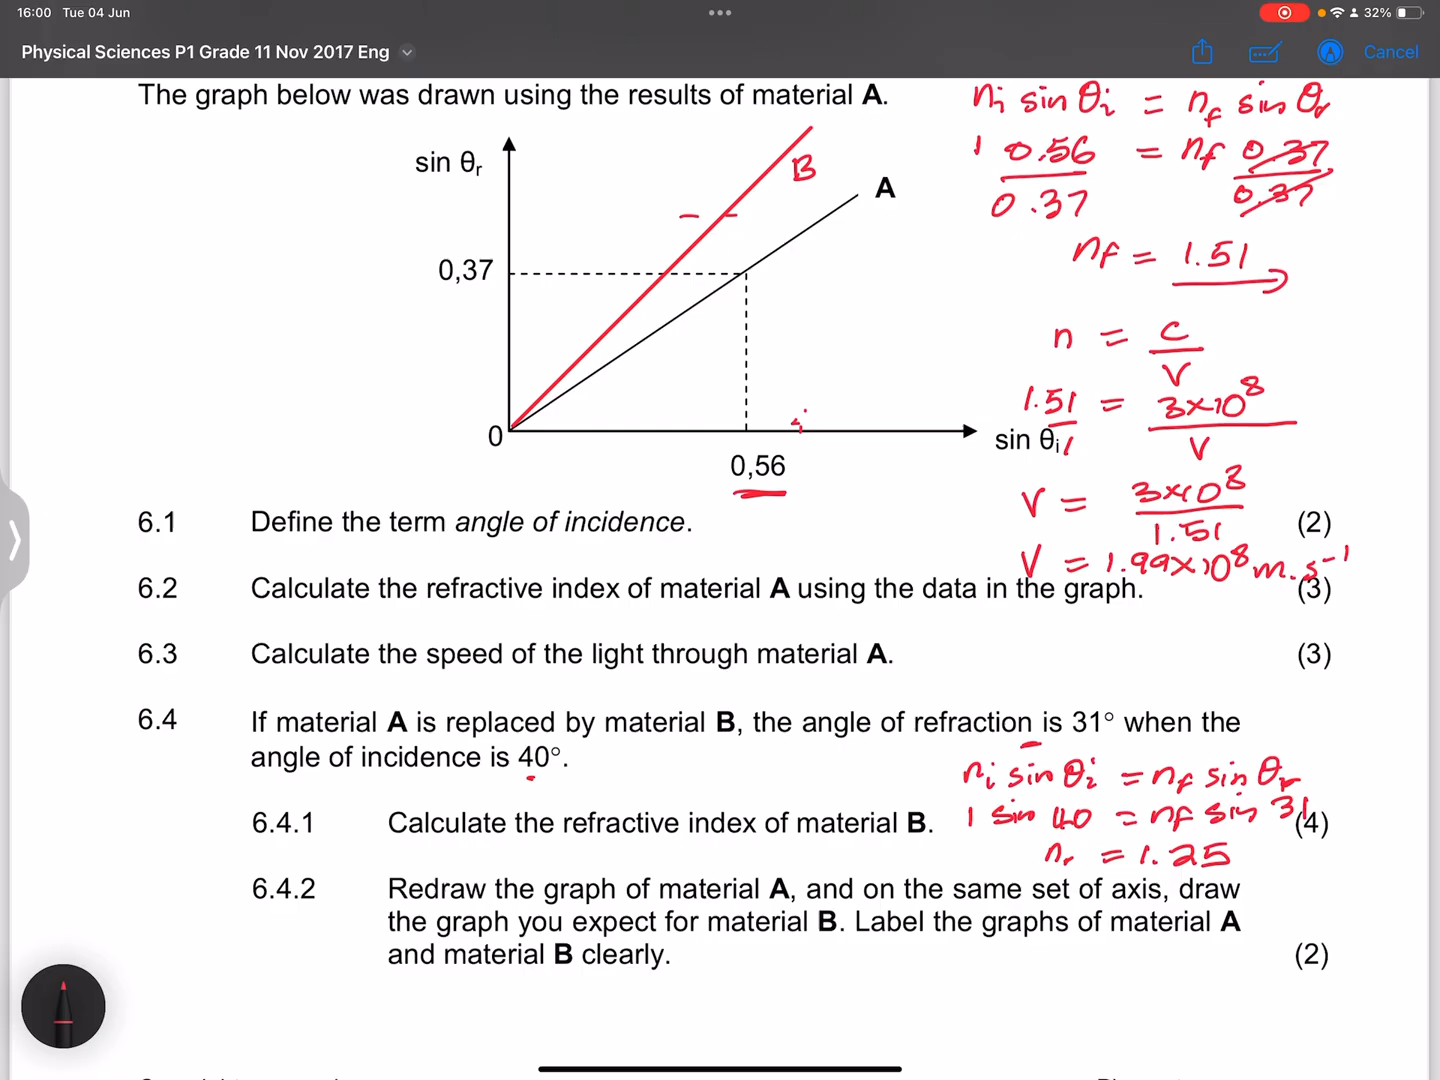 16:00 Tue 04 Jun
32%
Physical Sciences P1 Grade 11 Nov 2017 Eng
Cancel
The graph below was drawn using the results of material A.
sin θr
B
A
0,37
0
sin θi
0,56
ni sin θi = nf sin θr
1 0.56 = nf 0.37
0.37 0.37
nf = 1.51
n = c
v
1.51 = 3×10⁸
1 v
v = 3×10⁸
1.51
v = 1.99×10⁸ m.s⁻¹
6.1 Define the term angle of incidence. (2)
6.2 Calculate the refractive index of material A using the data in the graph. (3)
6.3 Calculate the speed of the light through material A. (3)
6.4 If material A is replaced by material B, the angle of refraction is 31° when the
angle of incidence is 40°.
ni sin θi = nf sin θr
1 sin 40 = nf sin 31
nr = 1.25
6.4.1 Calculate the refractive index of material B. (4)
6.4.2 Redraw the graph of material A, and on the same set of axis, draw
the graph you expect for material B. Label the graphs of material A
and material B clearly. (2)